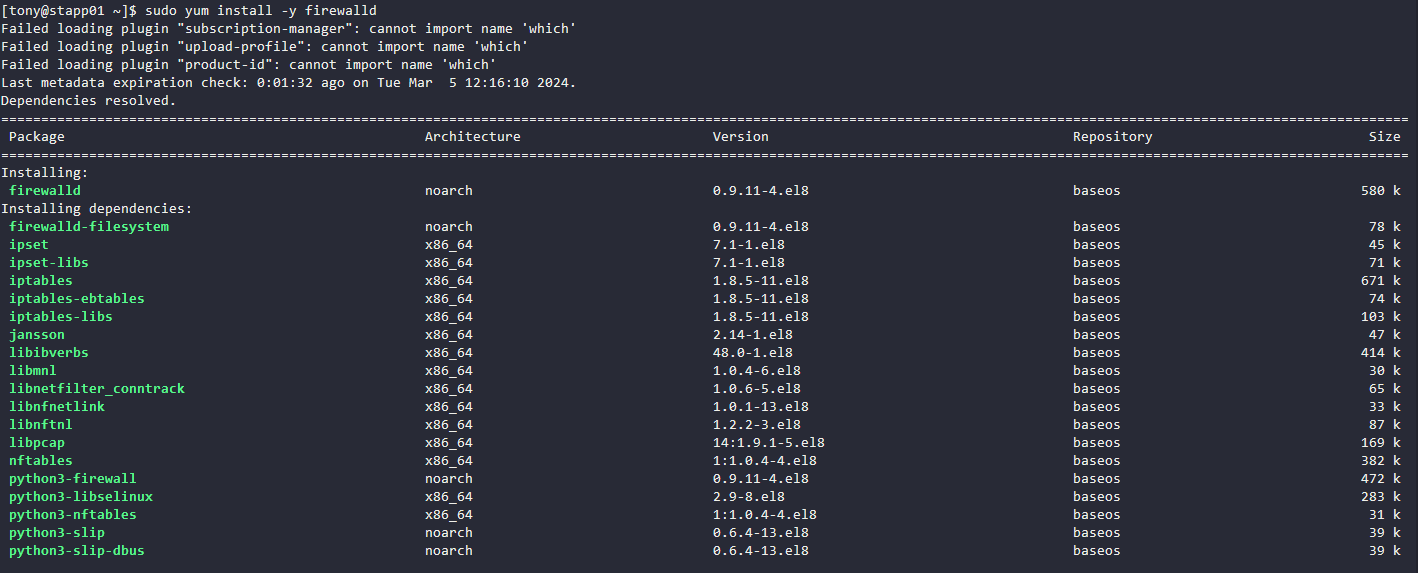 [tony@stapp01 ~]$ sudo yum install -y firewalld
Failed loading plugin "subscription-manager": cannot import name 'which'
Failed loading plugin "upload-profile": cannot import name 'which'
Failed loading plugin "product-id": cannot import name 'which'
Last metadata expiration check: 0:01:32 ago on Tue Mar  5 12:16:10 2024.
Dependencies resolved.
================================================================================================================================================================================
Package Architecture Version Repository Size
================================================================================================================================================================================
Installing:
firewalld noarch 0.9.11-4.el8 baseos 580 k
Installing dependencies:
firewalld-filesystem noarch 0.9.11-4.el8 baseos 78 k
ipset x86_64 7.1-1.el8 baseos 45 k
ipset-libs x86_64 7.1-1.el8 baseos 71 k
iptables x86_64 1.8.5-11.el8 baseos 671 k
iptables-ebtables x86_64 1.8.5-11.el8 baseos 74 k
iptables-libs x86_64 1.8.5-11.el8 baseos 103 k
jansson x86_64 2.14-1.el8 baseos 47 k
libibverbs x86_64 48.0-1.el8 baseos 414 k
libmnl x86_64 1.0.4-6.el8 baseos 30 k
libnetfilter_conntrack x86_64 1.0.6-5.el8 baseos 65 k
libnfnetlink x86_64 1.0.1-13.el8 baseos 33 k
libnftnl x86_64 1.2.2-3.el8 baseos 87 k
libpcap x86_64 14:1.9.1-5.el8 baseos 169 k
nftables x86_64 1:1.0.4-4.el8 baseos 382 k
python3-firewall noarch 0.9.11-4.el8 baseos 472 k
python3-libselinux x86_64 2.9-8.el8 baseos 283 k
python3-nftables x86_64 1:1.0.4-4.el8 baseos 31 k
python3-slip noarch 0.6.4-13.el8 baseos 39 k
python3-slip-dbus noarch 0.6.4-13.el8 baseos 39 k